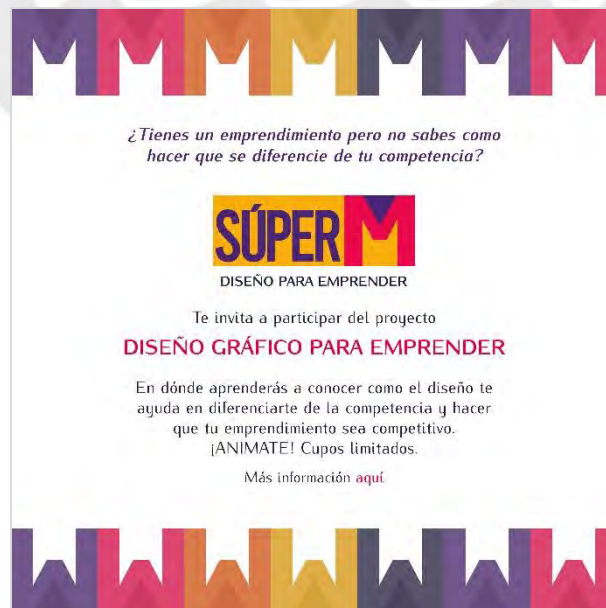 ¿Tienes un emprendimiento pero no sabes como
hacer que se diferencie de tu competencia?
SÚPER M
DISEÑO PARA EMPRENDER
Te invita a participar del proyecto
DISEÑO GRÁFICO PARA EMPRENDER
En dónde aprenderás a conocer como el diseño te
ayuda en diferenciarte de la competencia y hacer
que tu emprendimiento sea competitivo.
¡ANIMATE! Cupos limitados.
Más información aquí